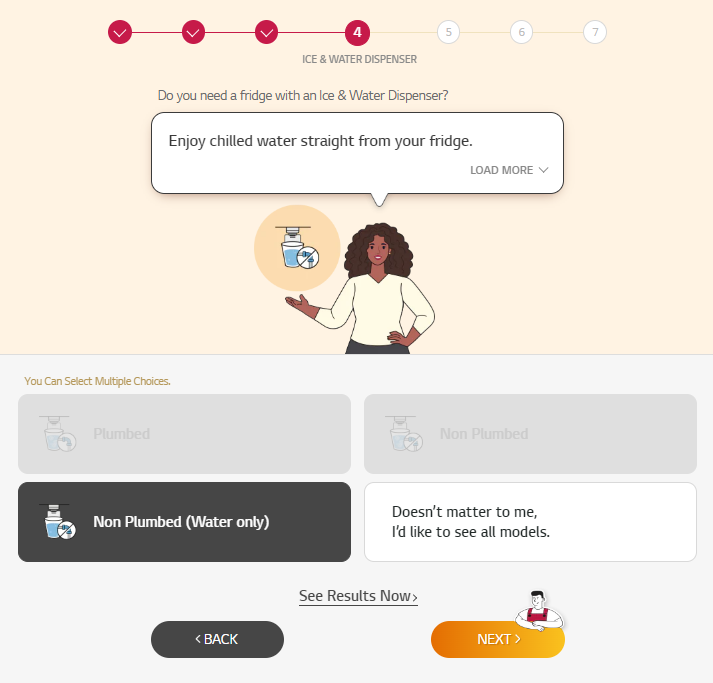 4
5
6
7
ICE & WATER DISPENSER
Do you need a fridge with an Ice & Water Dispenser?
Enjoy chilled water straight from your fridge.
LOAD MORE
You Can Select Multiple Choices.
Plumbed
Non Plumbed
Non Plumbed (Water only)
Doesn't matter to me,
I'd like to see all models.
See Results Now
BACK
NEXT